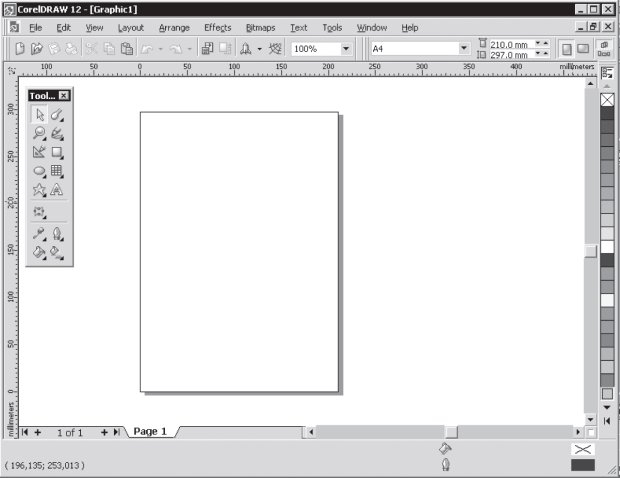 CorelDRAW 12 - [Graphic1]
File Edit View Layout Arrange Effects Bitmaps Text Tools Window Help
100% A4 210.0 mm
297.0 mm
100 50 0 50 100 150 200 250 300 350 400 millimeters
Tool...
300
250
200
150
100
50
0
millimeters
1 of 1 Page 1
( 196,135; 253,013 )